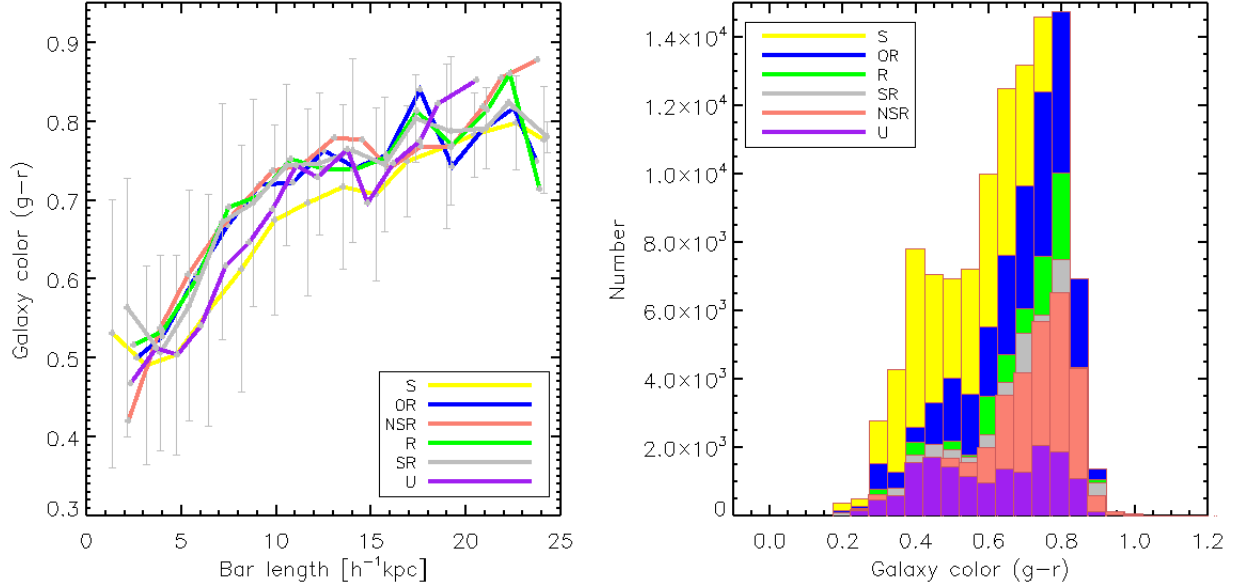 0.9
0.8
0.7
0.6
0.5
0.4
0.3
Galaxy color (g-r)
S
OR
NSR
R
SR
U
0 5 10 15 20 25
Bar length [h⁻¹kpc]
1.4×10⁴
1.2×10⁴
1.0×10⁴
8.0×10³
6.0×10³
4.0×10³
2.0×10³
0
Number
S
OR
R
SR
NSR
U
0.0 0.2 0.4 0.6 0.8 1.0 1.2
Galaxy color (g-r)